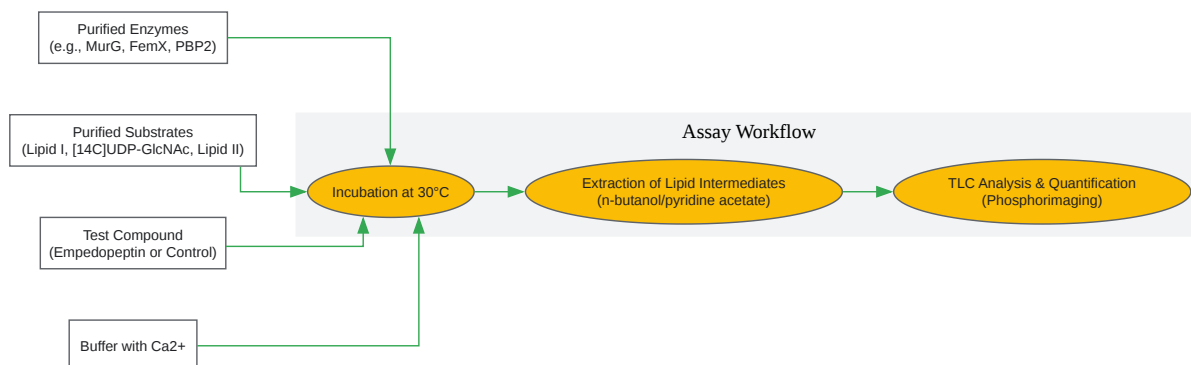 Purified Enzymes
(e.g., MurG, FemX, PBP2)
Purified Substrates
(Lipid I, [14C]UDP-GlcNAc, Lipid II)
Assay Workflow
Incubation at 30°C
Extraction of Lipid Intermediates
(n-butanol/pyridine acetate)
TLC Analysis & Quantification
(Phosphorimaging)
Test Compound
(Empedopeptin or Control)
Buffer with Ca2+